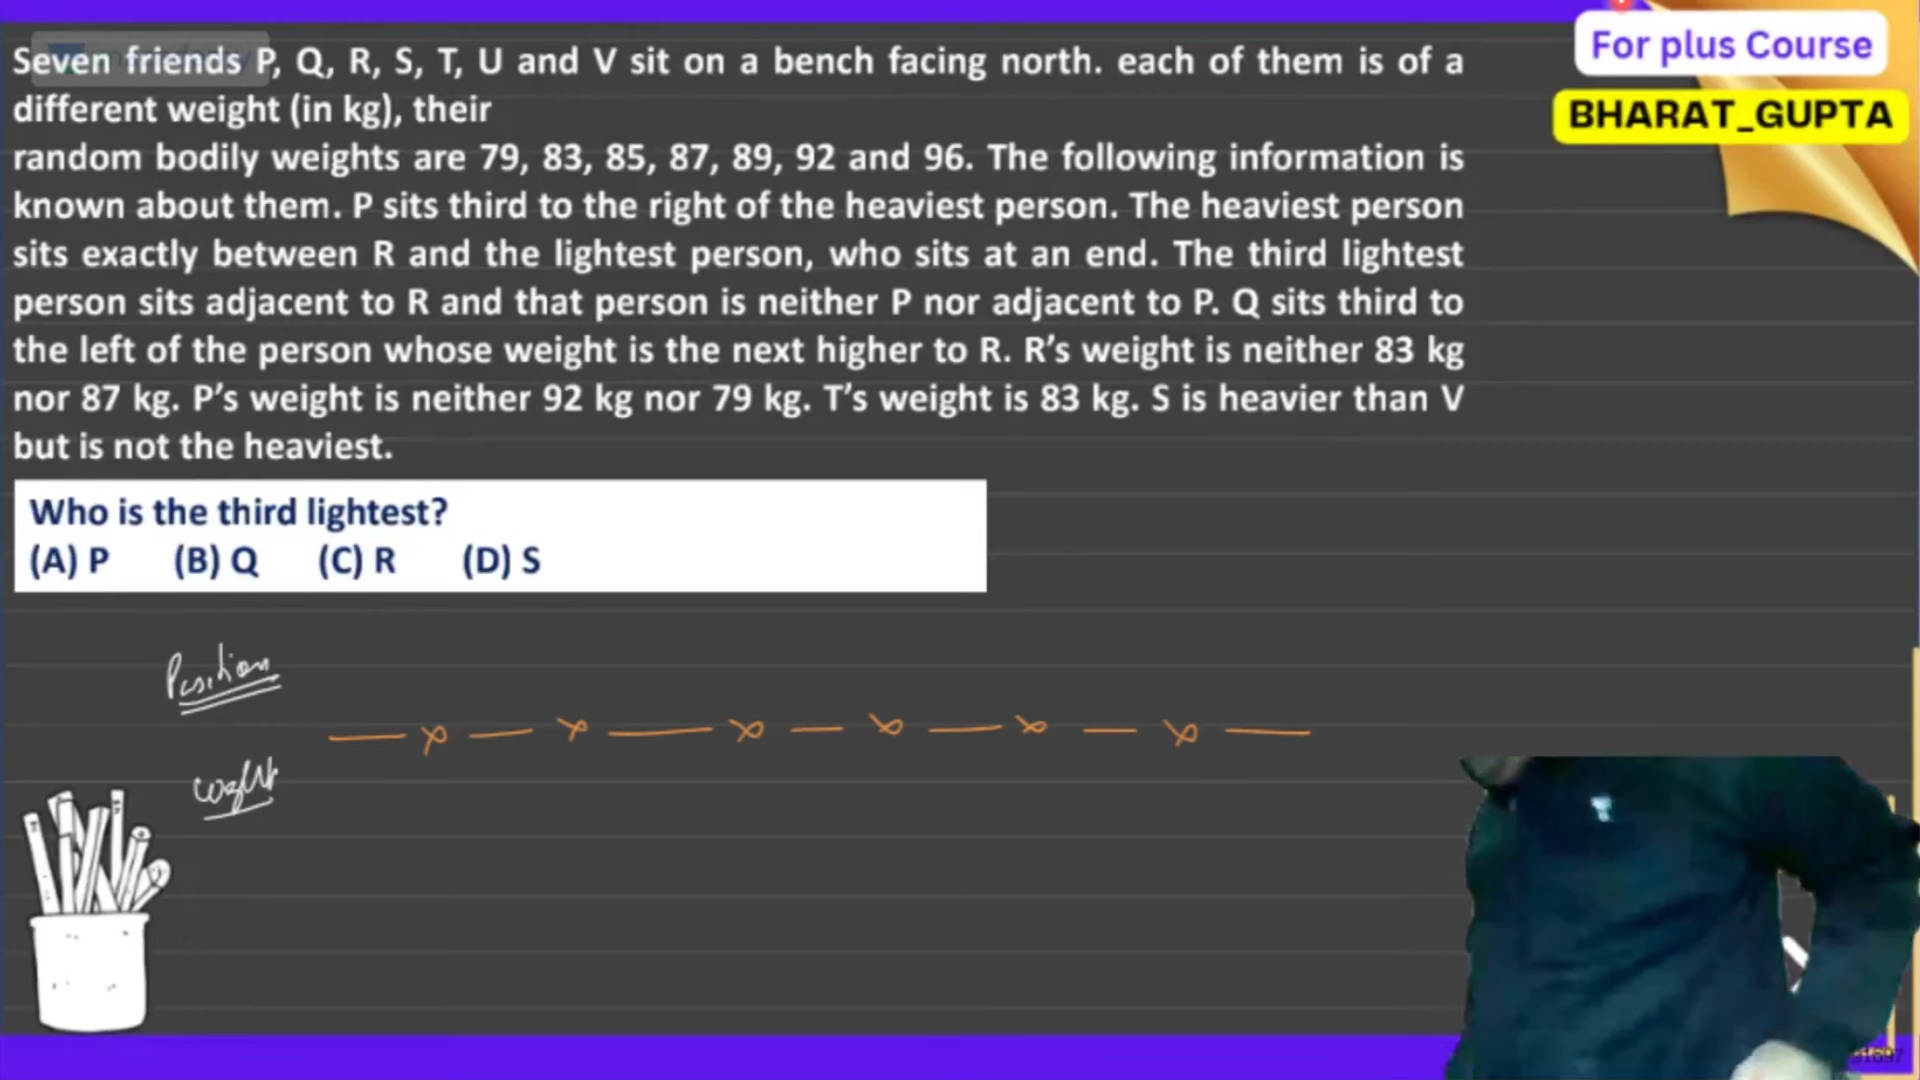 Seven friends P, Q, R, S, T, U and V sit on a bench facing north. each of them is of a
different weight (in kg), their
random bodily weights are 79, 83, 85, 87, 89, 92 and 96. The following information is
known about them. P sits third to the right of the heaviest person. The heaviest person
sits exactly between R and the lightest person, who sits at an end. The third lightest
person sits adjacent to R and that person is neither P nor adjacent to P. Q sits third to
the left of the person whose weight is the next higher to R. R's weight is neither 83 kg
nor 87 kg. P's weight is neither 92 kg nor 79 kg. T's weight is 83 kg. S is heavier than V
but is not the heaviest.
For plus Course
BHARAT_GUPTA
Who is the third lightest?
(A) P (B) Q (C) R (D) S
Position
weight